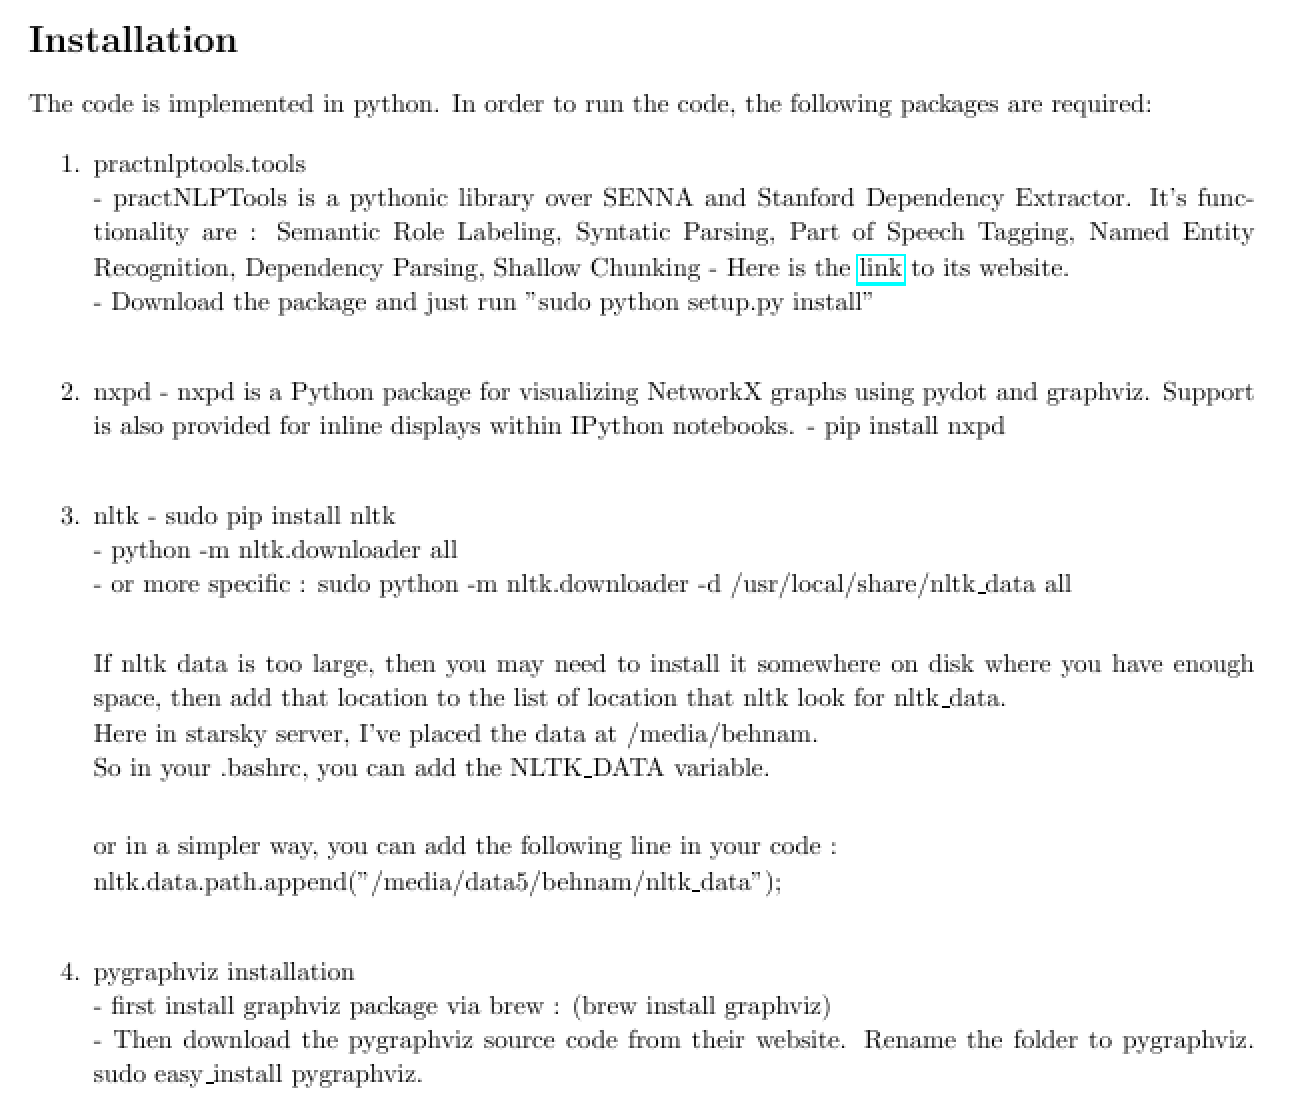 Installation
The code is implemented in python. In order to run the code, the following packages are required:
1. practnlptools.tools
- practNLPTools is a pythonic library over SENNA and Stanford Dependency Extractor. It's func-
tionality are : Semantic Role Labeling, Syntatic Parsing, Part of Speech Tagging, Named Entity
Recognition, Dependency Parsing, Shallow Chunking - Here is the link to its website.
- Download the package and just run "sudo python setup.py install"
2. nxpd - nxpd is a Python package for visualizing NetworkX graphs using pydot and graphviz. Support
is also provided for inline displays within IPython notebooks. - pip install nxpd
3. nltk - sudo pip install nltk
- python -m nltk.downloader all
- or more specific : sudo python -m nltk.downloader -d /usr/local/share/nltk_data all
If nltk data is too large, then you may need to install it somewhere on disk where you have enough
space, then add that location to the list of location that nltk look for nltk_data.
Here in starsky server, I've placed the data at /media/behnam.
So in your .bashrc, you can add the NLTK_DATA variable.
or in a simpler way, you can add the following line in your code :
nltk.data.path.append("/media/data5/behnam/nltk_data");
4. pygraphviz installation
- first install graphviz package via brew : (brew install graphviz)
- Then download the pygraphviz source code from their website. Rename the folder to pygraphviz.
sudo easy_install pygraphviz.